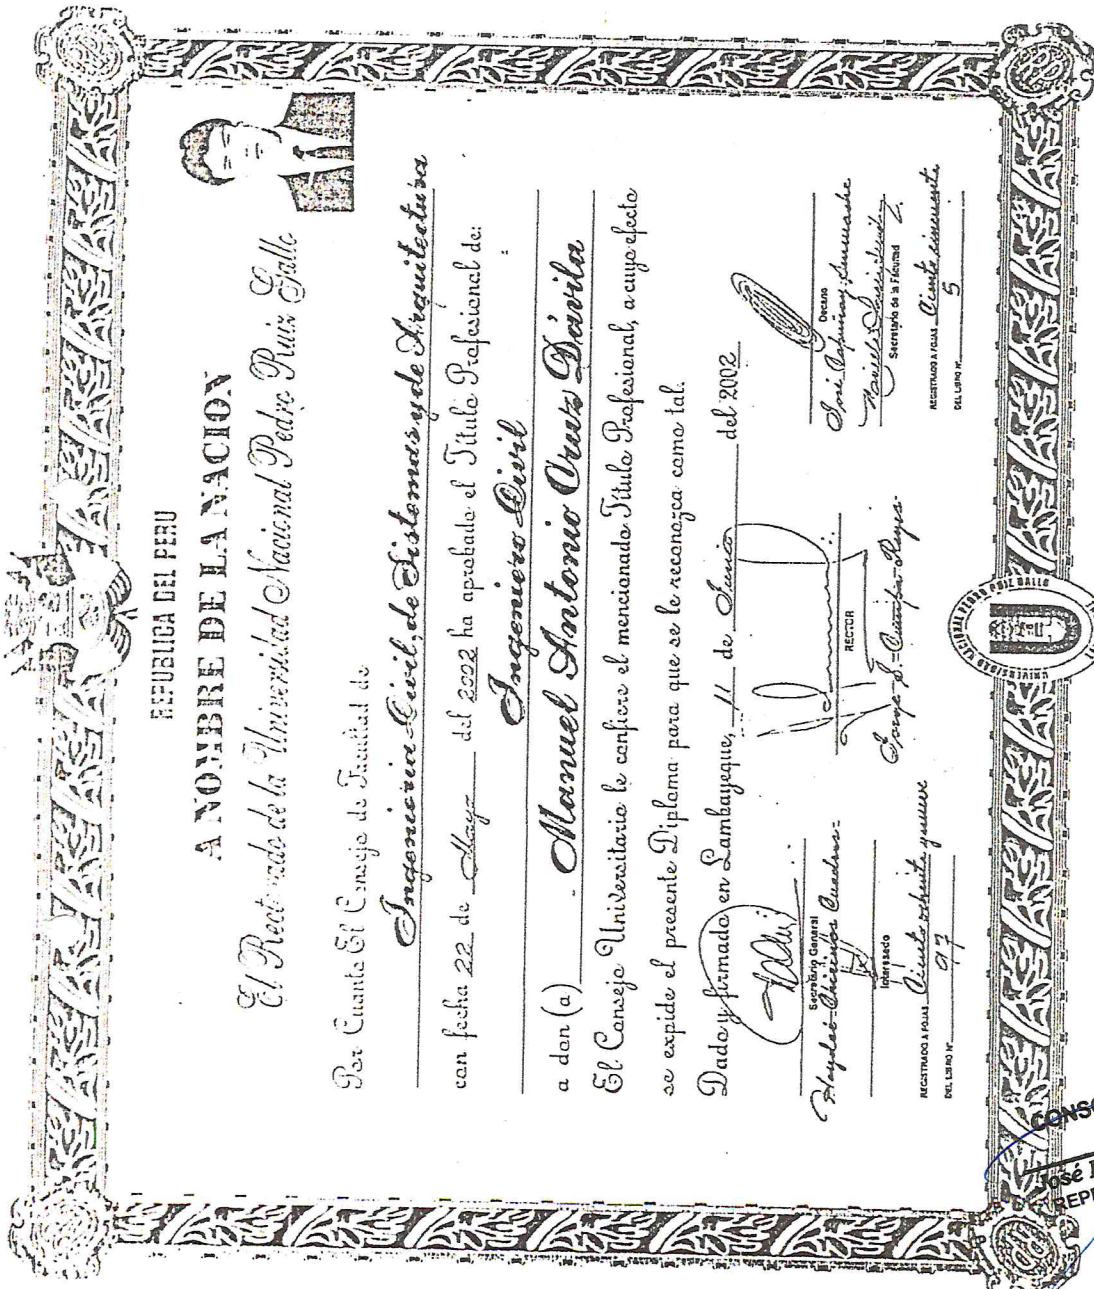 REPUBLICA DEL PERU
A NOMBRE DE LA NACION
El Rectorado de la Universidad Nacional Pedro Ruiz Gallo
Por Cuanto El Consejo de Facultad de
Ingeniería Civil, de Sistemas y de Arquitectura
con fecha 22 de Mayo del 2002 ha aprobado el Título Profesional de:
Ingeniero Civil
a don (a) Manuel Antonio Cruz Dávila
El Consejo Universitario le confiere el mencionado Título Profesional, a cuyo efecto
se expide el presente Diploma para que se le reconozca como tal.
Dado y firmado en Lambayeque, 11 de Junio del 2002
Secretario General
Interesado
REGISTRADO A FOJAS Ciento ochenta y nueve
DEL LIBRO Nº 97
RECTOR
Decano
Secretario de la Facultad
REGISTRADO A FOJAS Ciento cincuenta
DEL LIBRO Nº 5
UNIVERSIDAD NACIONAL PEDRO RUIZ GALLO
José